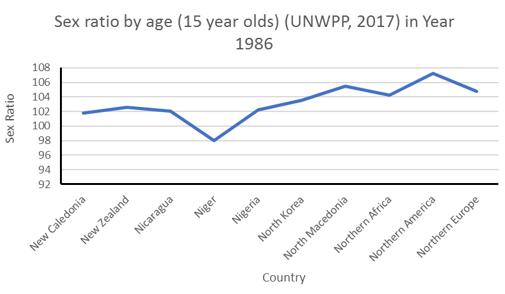 Sex ratio by age (15 year olds) (UNWPP, 2017) in Year
1986
108
106
104
102
100
98
96
94
92
Sex Ratio
New Caledonia
New Zealand
Nicaragua
Niger
Nigeria
North Korea
North Macedonia
Northern Africa
Northern America
Northern Europe
Country